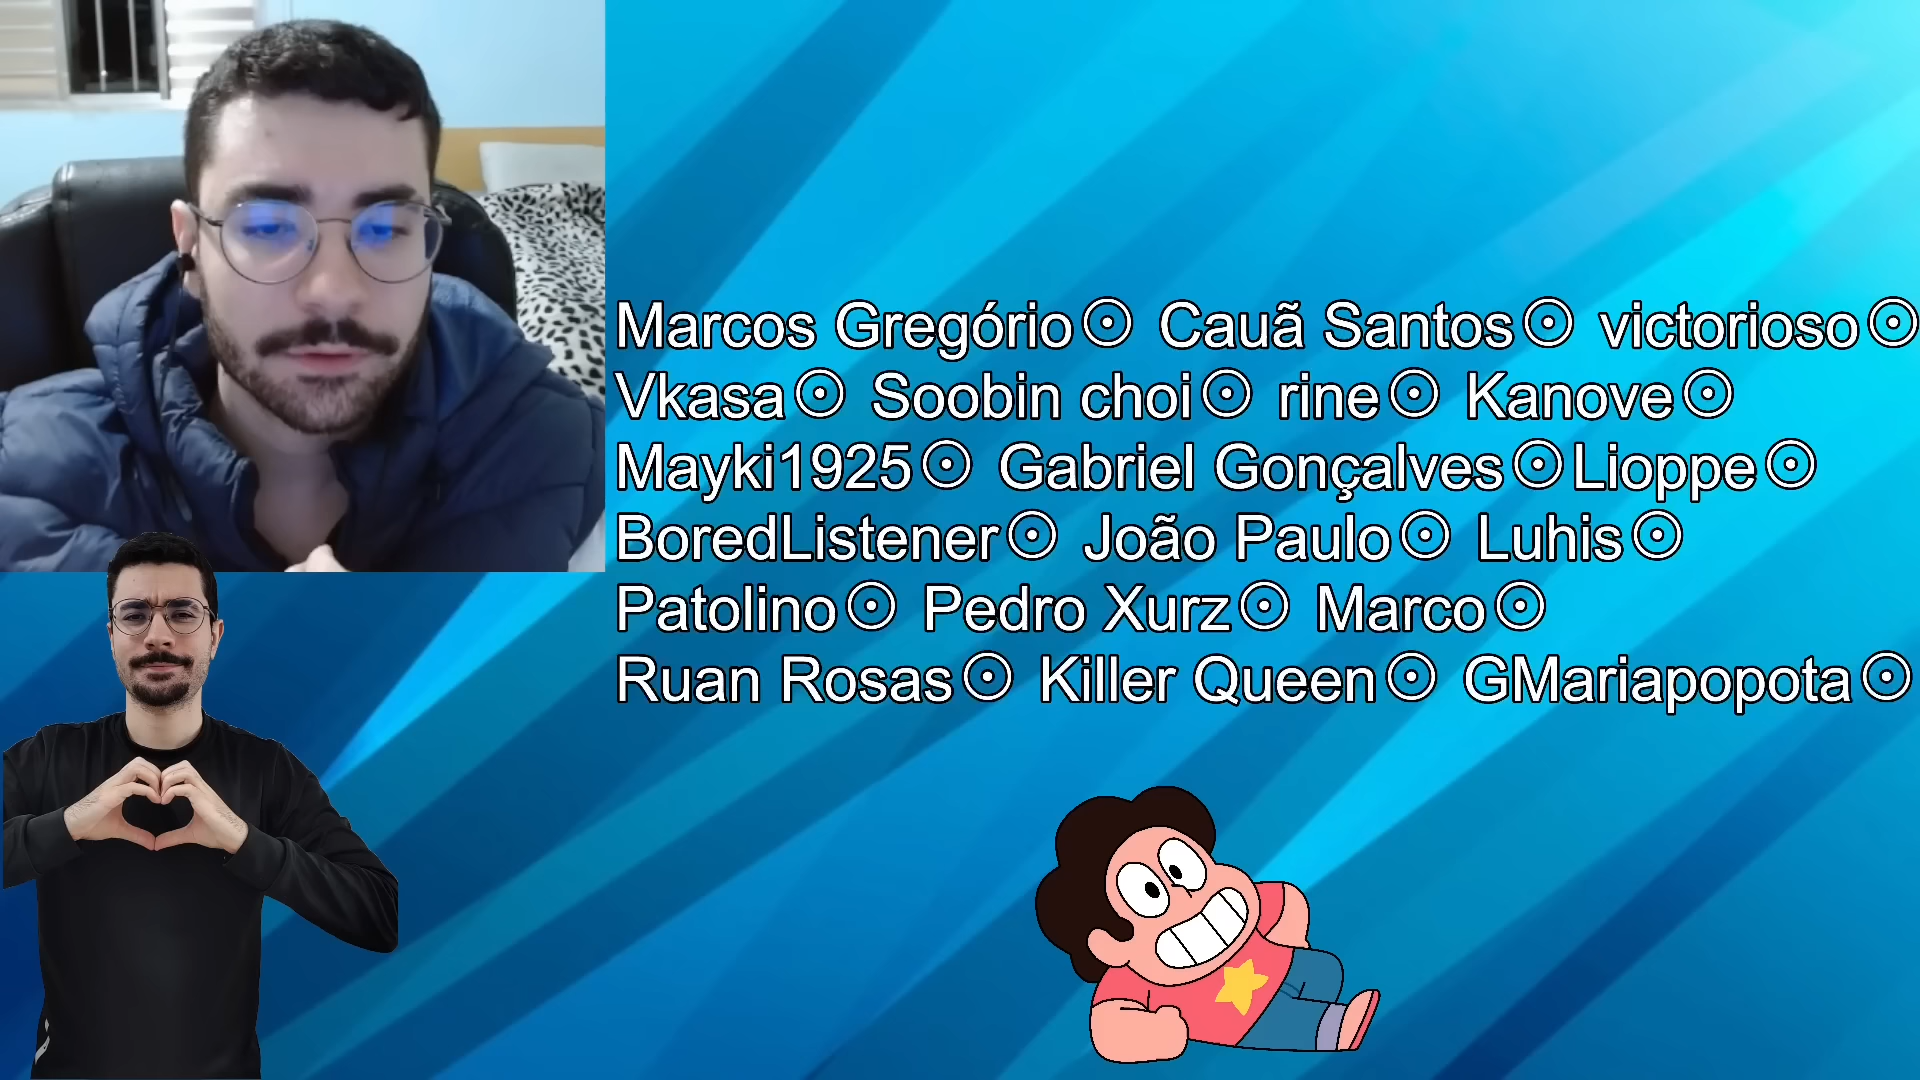 Marcos Gregório☉ Cauã Santos☉ victorioso☉
Vkasa☉ Soobin choi☉ rine☉ Kanove☉
Mayki1925☉ Gabriel Gonçalves☉Lioppe☉
BoredListener☉ João Paulo☉ Luhis☉
Patolino☉ Pedro Xurz☉ Marco☉
Ruan Rosas☉ Killer Queen☉ GMariapopota☉